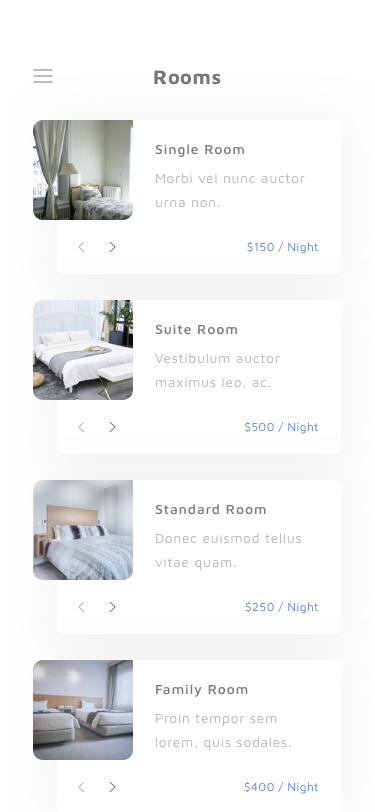 Rooms
Single Room
Morbi vel nunc auctor
urna non.
$150 / Night
Suite Room
Vestibulum auctor
maximus leo, ac.
$500 / Night
Standard Room
Donec euismod tellus
vitae quam.
$250 / Night
Family Room
Proin tempor sem
lorem, quis sodales.
$400 / Night